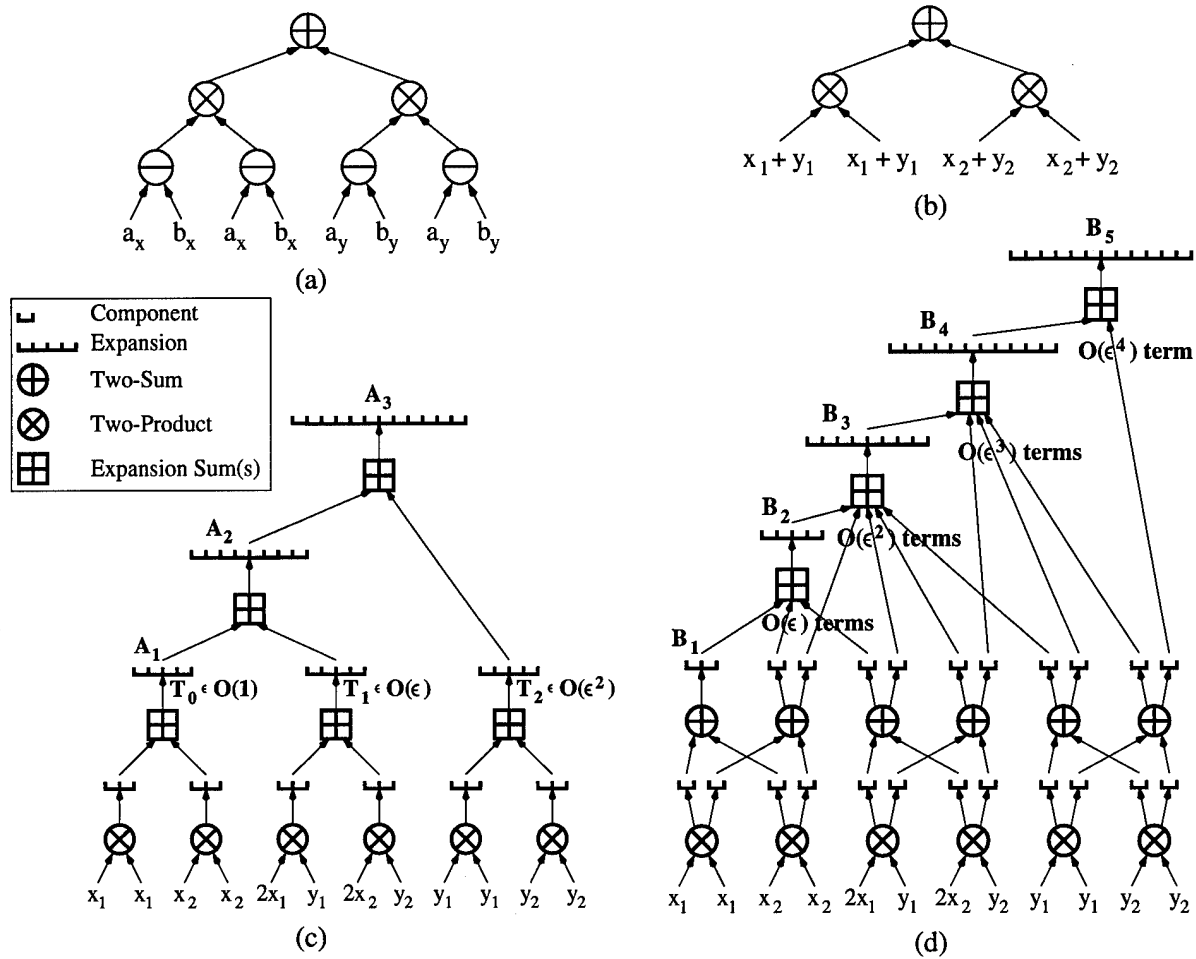 a_x b_x a_x b_x a_y b_y a_y b_y
(a)
x_1 + y_1 x_1 + y_1 x_2 + y_2 x_2 + y_2
(b)
Component
Expansion
Two-Sum
Two-Product
Expansion Sum(s)
A_3
A_2
A_1
T_0 ∈ O(1) T_1 ∈ O(ε) T_2 ∈ O(ε^2)
x_1 x_1 x_2 x_2 2x_1 y_1 2x_2 y_2 y_1 y_1 y_2 y_2
(c)
B_5
B_4
O(ε^4) term
B_3
O(ε^3) terms
B_2
O(ε^2) terms
B_1
O(ε) terms
x_1 x_1 x_2 x_2 2x_1 y_1 2x_2 y_2 y_1 y_1 y_2 y_2
(d)